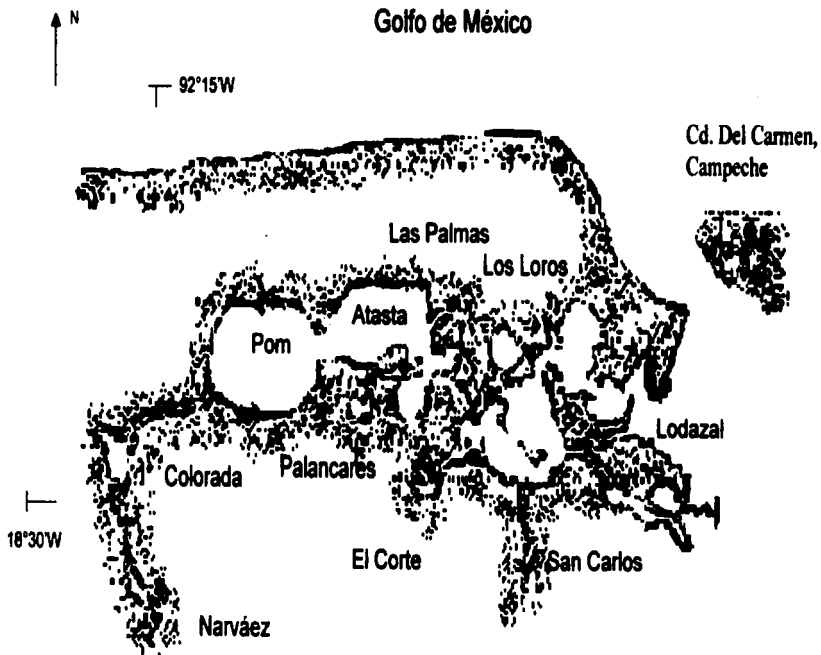 N
Golfo de México
92°15'W
Cd. Del Carmen,
Campeche
Las Palmas
Los Loros
Atasta
Pom
Lodazal
Colorada
Palancares
18°30'W
El Corte
San Carlos
Narváez